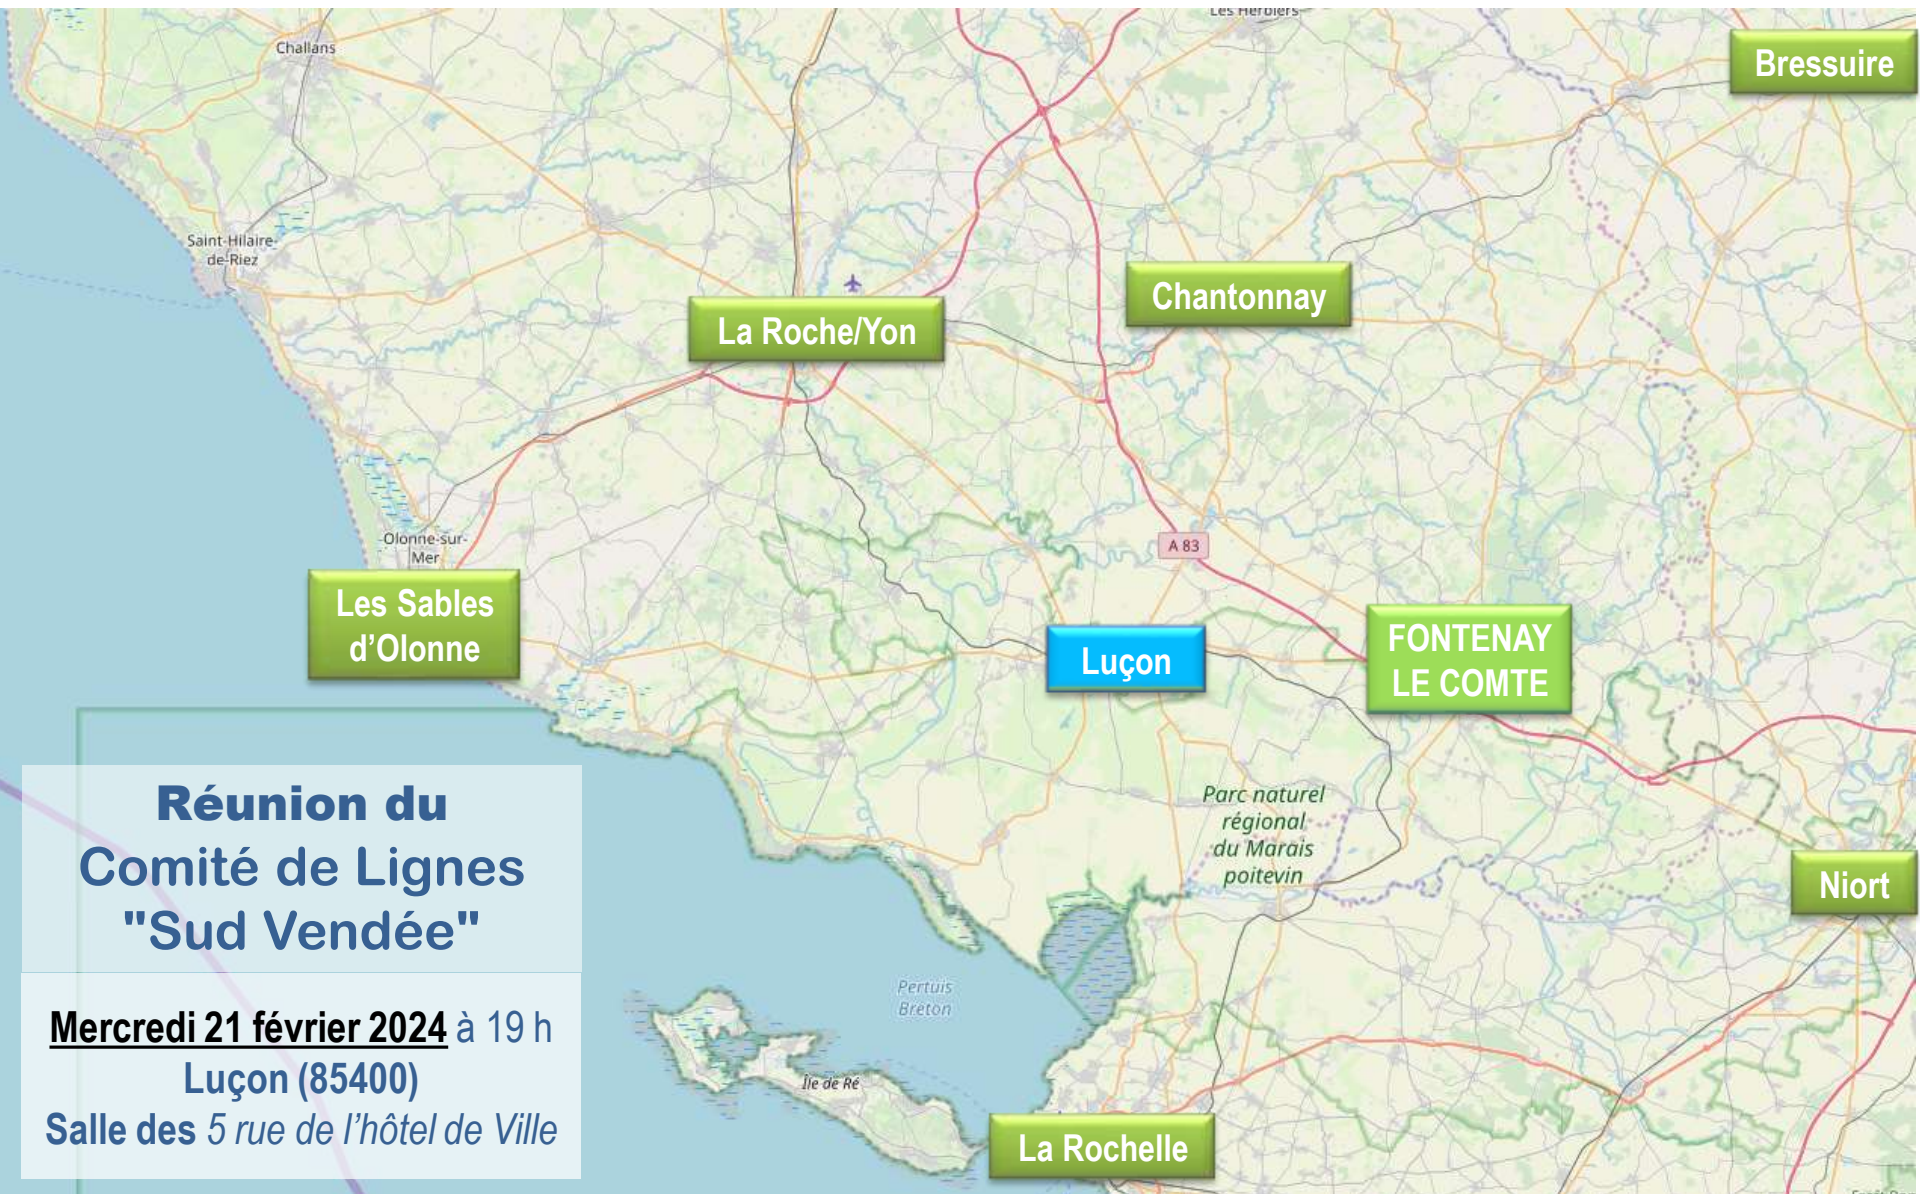 Les Herbiers
Challans
Bressuire
Saint-Hilaire-
de-Riez
Chantonnay
La Roche/Yon
Olonne-sur-
Mer
A 83
Les Sables
d’Olonne
Luçon
FONTENAY
LE COMTE
Parc naturel
régional
du Marais
poitevin
Niort
Réunion du
Comité de Lignes
"Sud Vendée"
Mercredi 21 février 2024 à 19 h
Luçon (85400)
Salle des 5 rue de l’hôtel de Ville
Pertuis
Breton
Île de Ré
La Rochelle